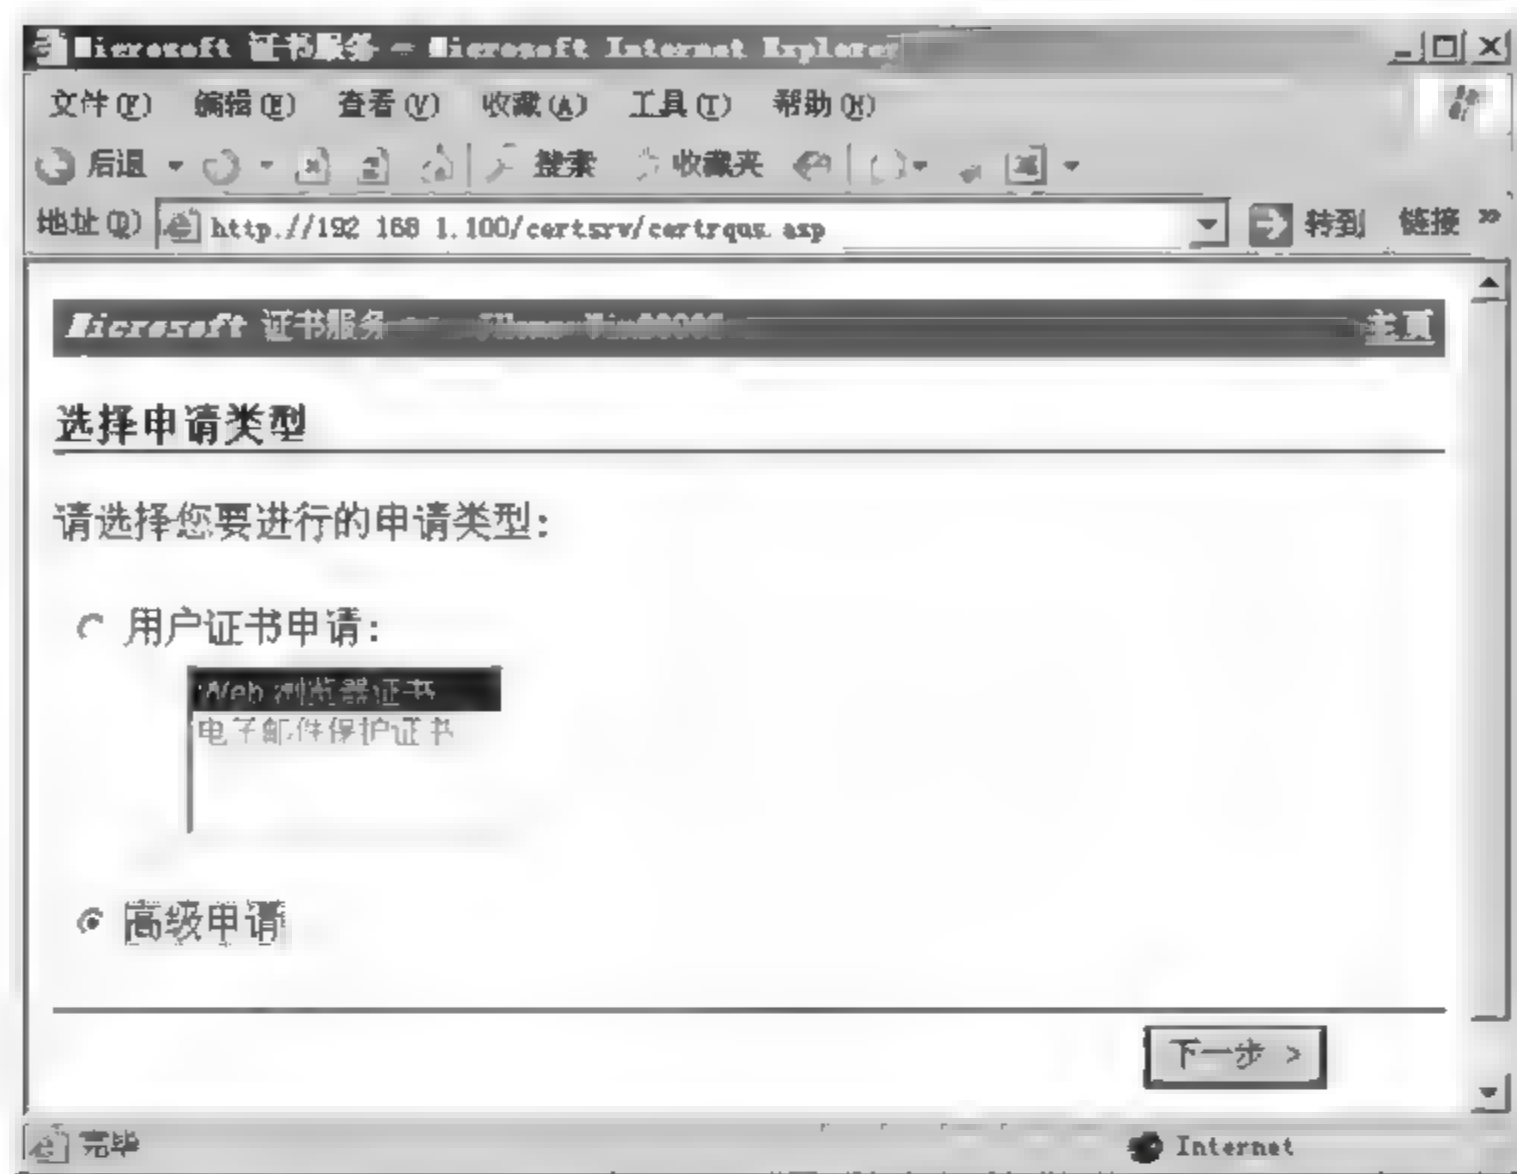 Microsoft 证书服务 - Microsoft Internet Explorer
文件(F) 编辑(E) 查看(V) 收藏(A) 工具(T) 帮助(H)
后退 搜索 收藏夹
地址(D) http://192.168.1.100/certsrv/certrqus.asp 转到 链接 »
Microsoft 证书服务 主页
选择申请类型
请选择您要进行的申请类型:
用户证书申请:
Web 浏览器证书
电子邮件保护证书
高级申请
下一步 >
完毕 Internet